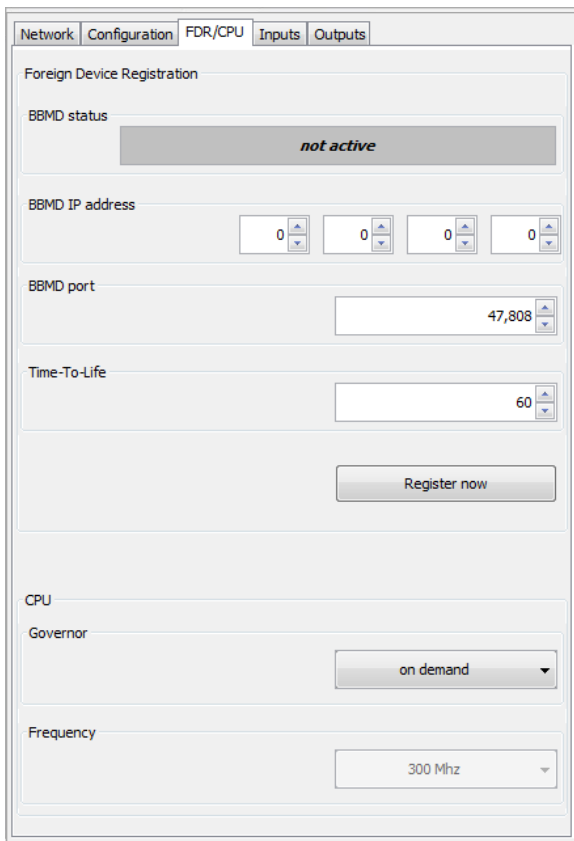 Network Configuration FDR/CPU Inputs Outputs
Foreign Device Registration
BBMD status
not active
BBMD IP address
0 0 0 0
BBMD port
47,808
Time-To-Life
60
Register now
CPU
Governor
on demand
Frequency
300 Mhz